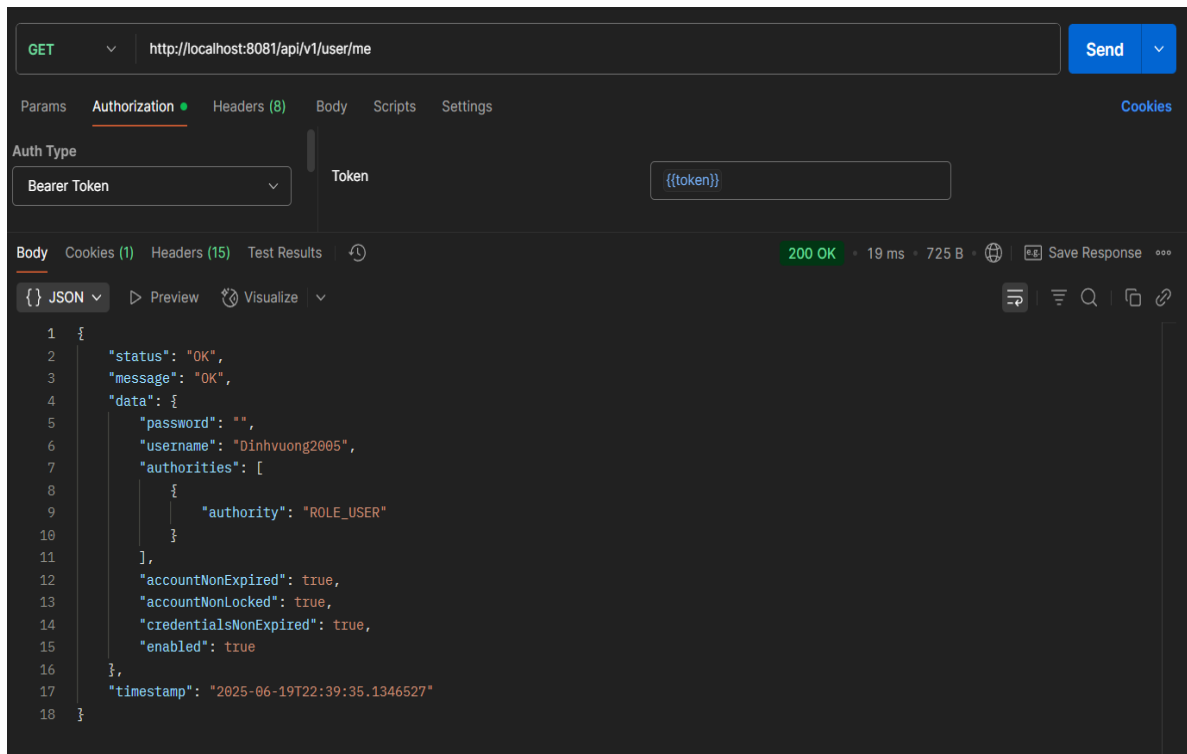 GET http://localhost:8081/api/v1/user/me Send
Params Authorization Headers (8) Body Scripts Settings Cookies
Auth Type
Bearer Token
Token {{token}}
Body Cookies (1) Headers (15) Test Results 200 OK 19 ms 725 B e.g. Save Response
{} JSON Preview Visualize
1 {
2 "status": "OK",
3 "message": "OK",
4 "data": {
5 "password": "",
6 "username": "Dinhvuong2005",
7 "authorities": [
8 {
9 "authority": "ROLE_USER"
10 }
11 ],
12 "accountNonExpired": true,
13 "accountNonLocked": true,
14 "credentialsNonExpired": true,
15 "enabled": true
16 },
17 "timestamp": "2025-06-19T22:39:35.1346527"
18 }